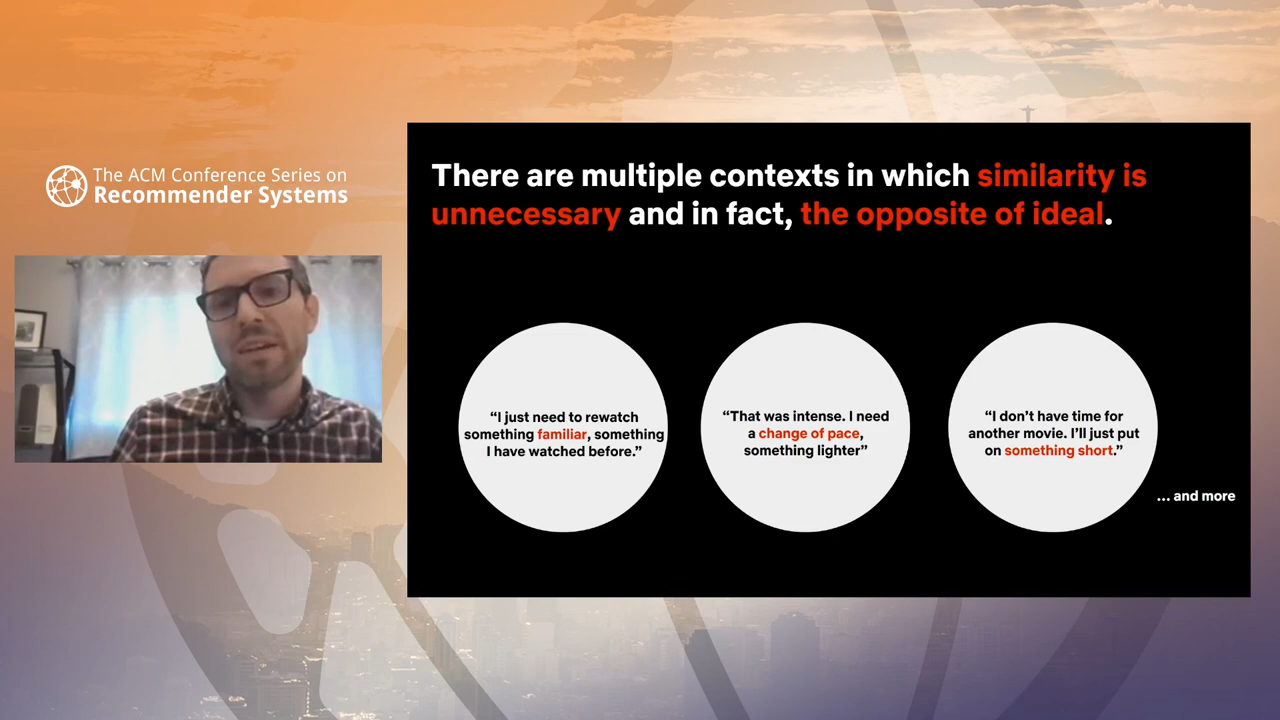 The ACM Conference Series on
Recommender Systems
There are multiple contexts in which similarity is
unnecessary and in fact, the opposite of ideal.
“I just need to rewatch
something familiar, something
I have watched before.”
“That was intense. I need
a change of pace,
something lighter”
“I don’t have time for
another movie. I’ll just put
on something short.”
... and more